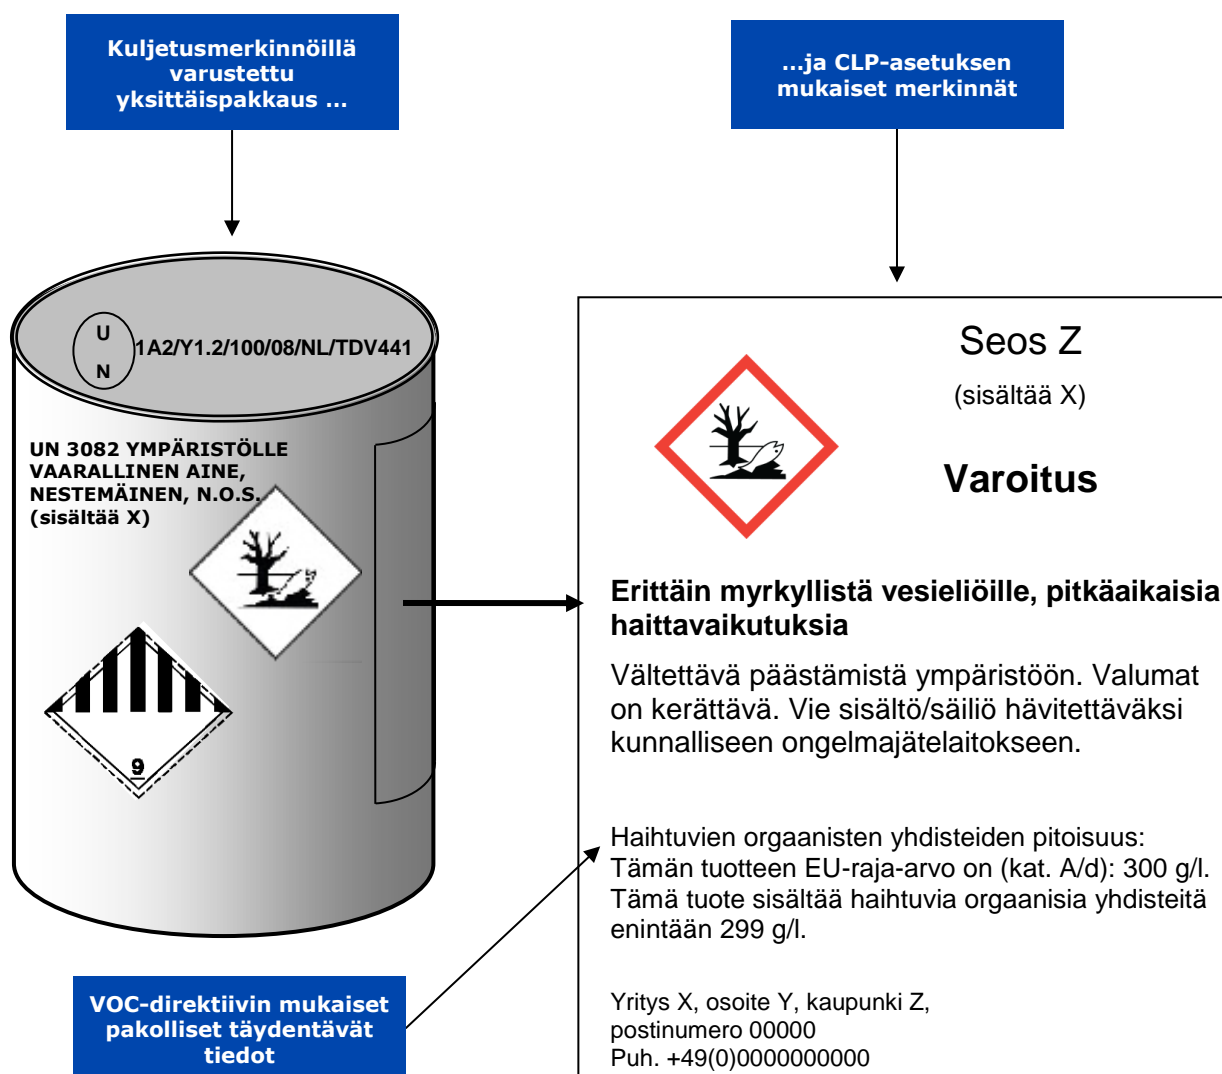 Kuljetusmerkinnöillä
varustettu
yksittäispakkaus ...
...ja CLP-asetuksen
mukaiset merkinnät
U
N
1A2/Y1.2/100/08/NL/TDV441
UN 3082 YMPÄRISTÖLLE
VAARALLINEN AINE,
NESTEMÄINEN, N.O.S.
(sisältää X)
9
Seos Z
(sisältää X)
Varoitus
Erittäin myrkyllistä vesieliöille, pitkäaikaisia
haittavaikutuksia
Vältettävä päästämistä ympäristöön. Valumat
on kerättävä. Vie sisältö/säiliö hävitettäväksi
kunnalliseen ongelmajätelaitokseen.
Haihtuvien orgaanisten yhdisteiden pitoisuus:
Tämän tuotteen EU-raja-arvo on (kat. A/d): 300 g/l.
Tämä tuote sisältää haihtuvia orgaanisia yhdisteitä
enintään 299 g/l.
Yritys X, osoite Y, kaupunki Z,
postinumero 00000
Puh. +49(0)0000000000
VOC-direktiivin mukaiset
pakolliset täydentävät
tiedot